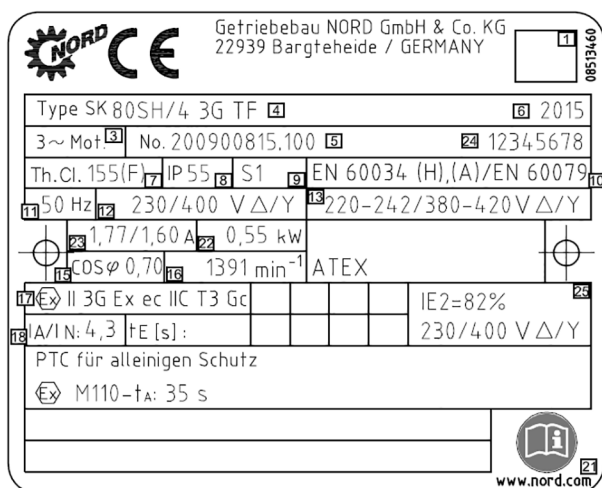 NORD CE Getriebebau NORD GmbH & Co. KG 1
22939 Bargteheide / GERMANY
08513460
Type SK 80SH/4 3G TF 4 6 2015
3~ Mot. 3 No. 200900815.100 5 24 12345678
Th.Cl. 155(F) 7 IP 55 8 S1 9 EN 60034 (H),(A)/EN 60079 10
11 50 Hz 12 230/400 V Δ/Y 13 220-242/380-420V Δ/Y
23 1,77/1,60 A 22 0,55 kW
15 COSφ 0,70 16 1391 min⁻¹ ATEX
17 Ex II 3G Ex ec IIC T3 Gc IE2=82% 25
18 IA/I N: 4,3 tE [s] : 230/400 V Δ/Y
PTC für alleinigen Schutz
Ex M110-tA: 35 s
i
21
www.nord.com